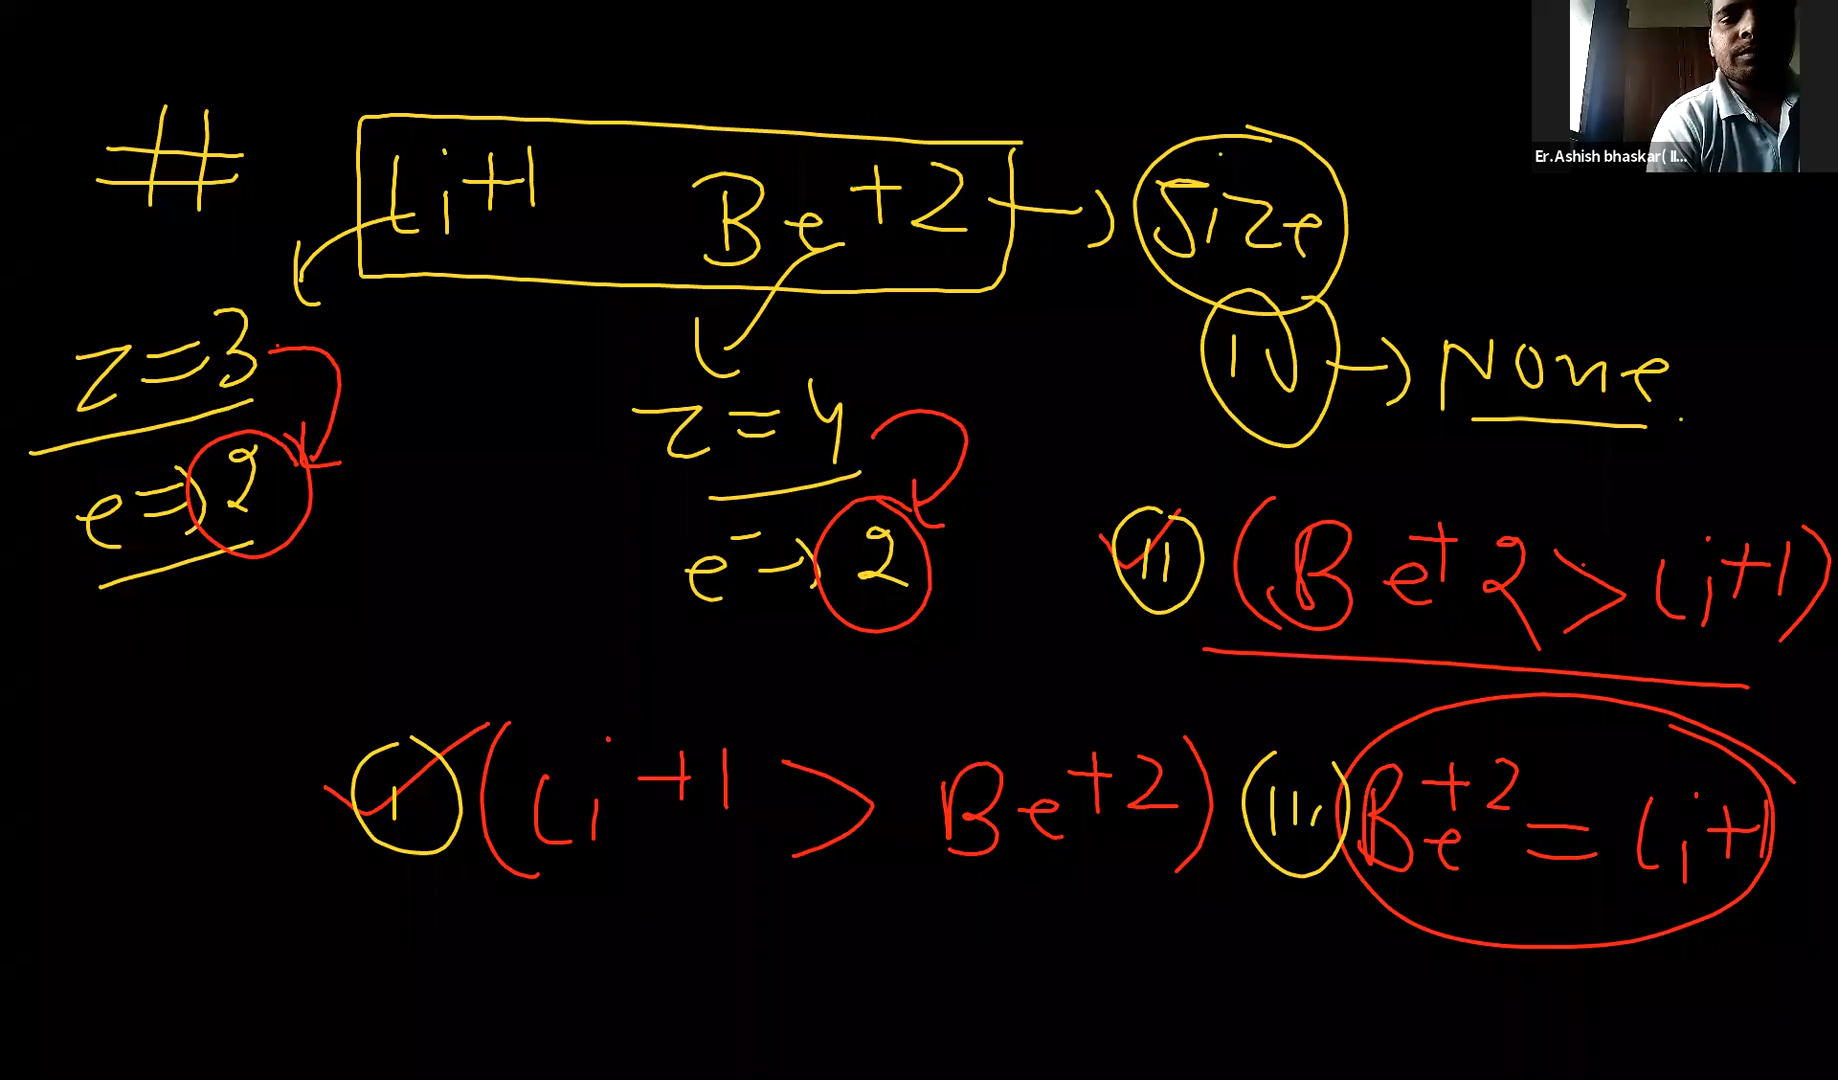 # Li+1 Be+2 → Size
Er.Ashish bhaskar( II...
z=3
e⇒2
z=4
e-→2
IV → None
II (Be+2 > Li+1)
I (Li+1 > Be+2)
III Be+2 = Li+1